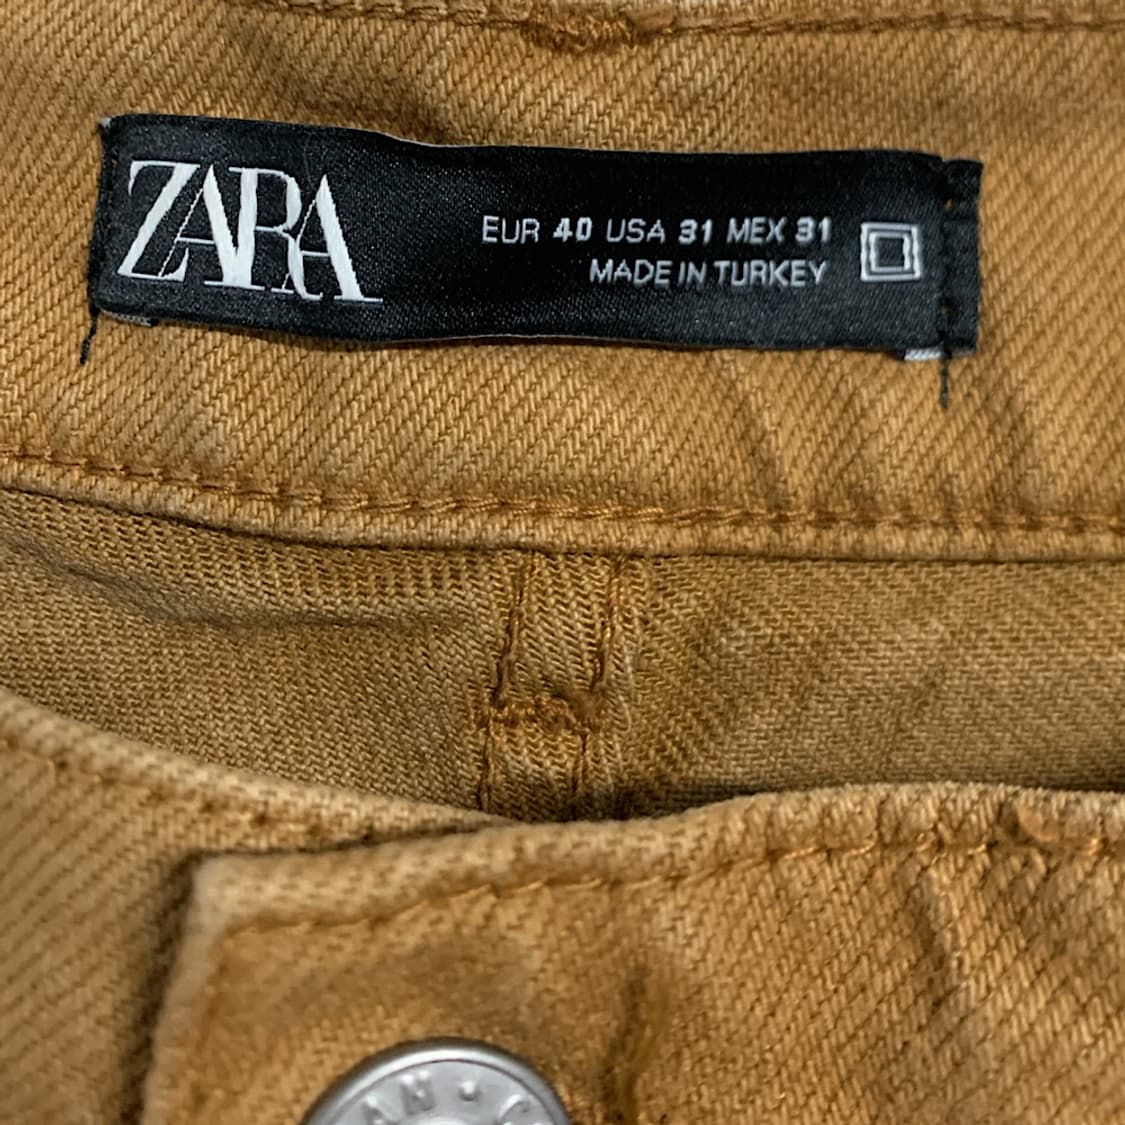 ZARA
EUR 40 USA 31 MEX 31
MADE IN TURKEY